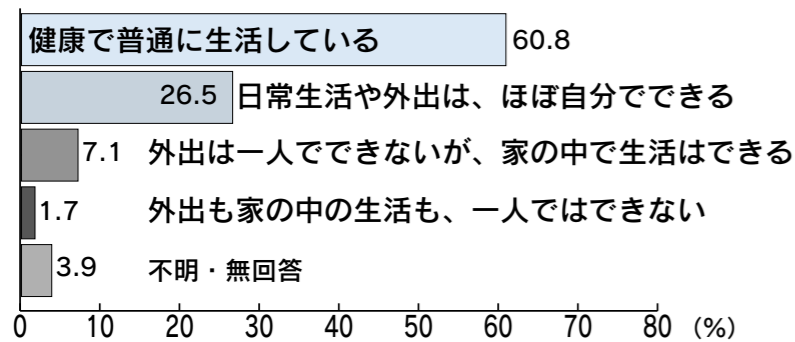 健康で普通に生活している 60.8
26.5 日常生活や外出は、ほぼ自分でできる
7.1 外出は一人でできないが、家の中で生活はできる
1.7 外出も家の中の生活も、一人ではできない
3.9 不明・無回答
0 10 20 30 40 50 60 70 80 (%)